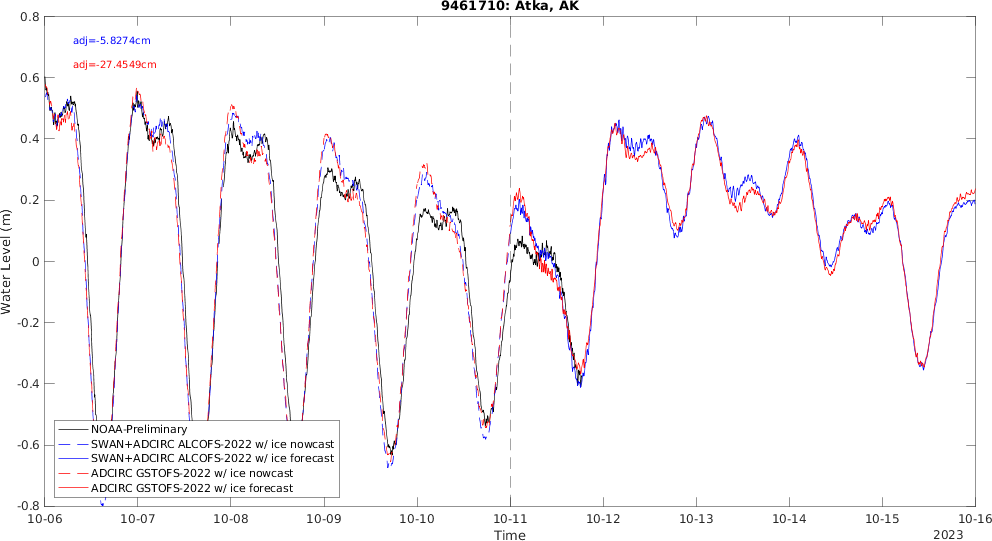 9461710: Atka, AK
adj=-5.8274cm
adj=-27.4549cm
Water Level (m)
0.8
0.6
0.4
0.2
0
-0.2
-0.4
-0.6
-0.8
NOAA-Preliminary
SWAN+ADCIRC ALCOFS-2022 w/ ice nowcast
SWAN+ADCIRC ALCOFS-2022 w/ ice forecast
ADCIRC GSTOFS-2022 w/ ice nowcast
ADCIRC GSTOFS-2022 w/ ice forecast
10-06 10-07 10-08 10-09 10-10 10-11 10-12 10-13 10-14 10-15 10-16
Time
2023